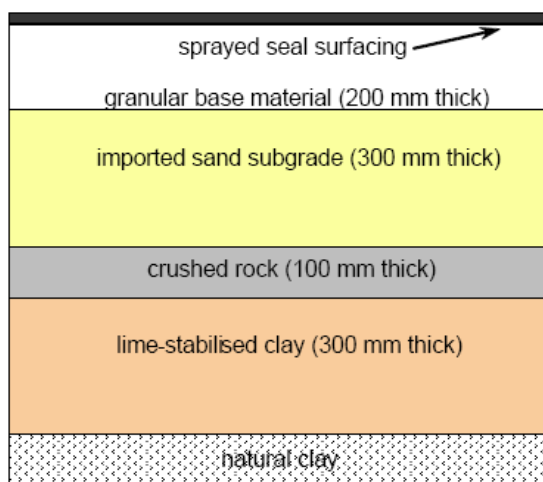 sprayed seal surfacing
granular base material (200 mm thick)
imported sand subgrade (300 mm thick)
crushed rock (100 mm thick)
lime-stabilised clay (300 mm thick)
natural clay